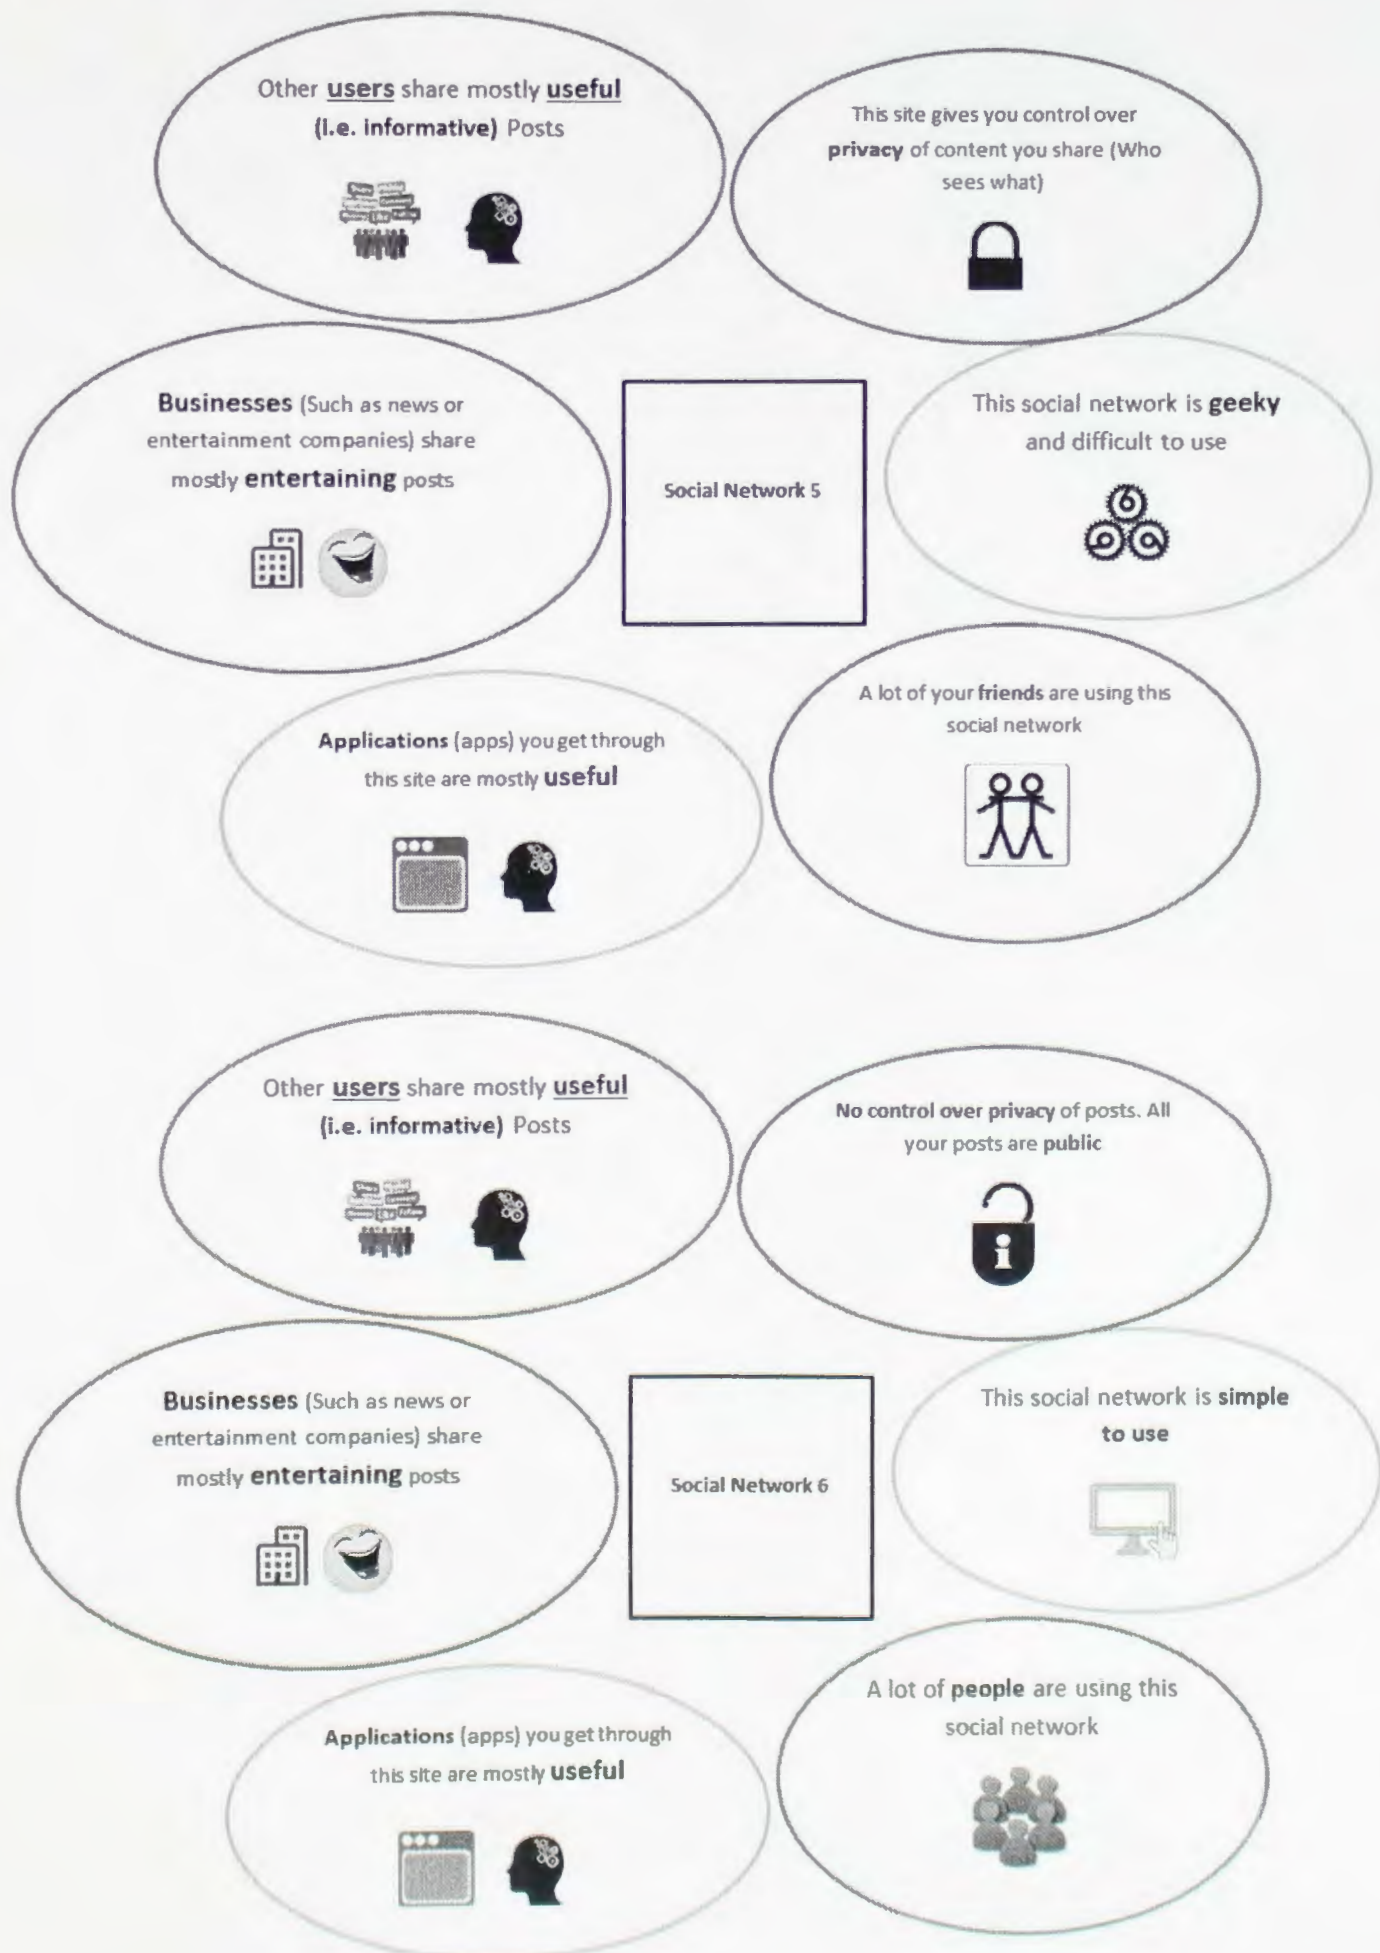 Other users share mostly useful
(i.e. informative) Posts
This site gives you control over
privacy of content you share (Who
sees what)
Businesses (Such as news or
entertainment companies) share
mostly entertaining posts
Social Network 5
This social network is geeky
and difficult to use
Applications (apps) you get through
this site are mostly useful
A lot of your friends are using this
social network
Other users share mostly useful
(i.e. informative) Posts
No control over privacy of posts. All
your posts are public
Businesses (Such as news or
entertainment companies) share
mostly entertaining posts
Social Network 6
This social network is simple
to use
Applications (apps) you get through
this site are mostly useful
A lot of people are using this
social network